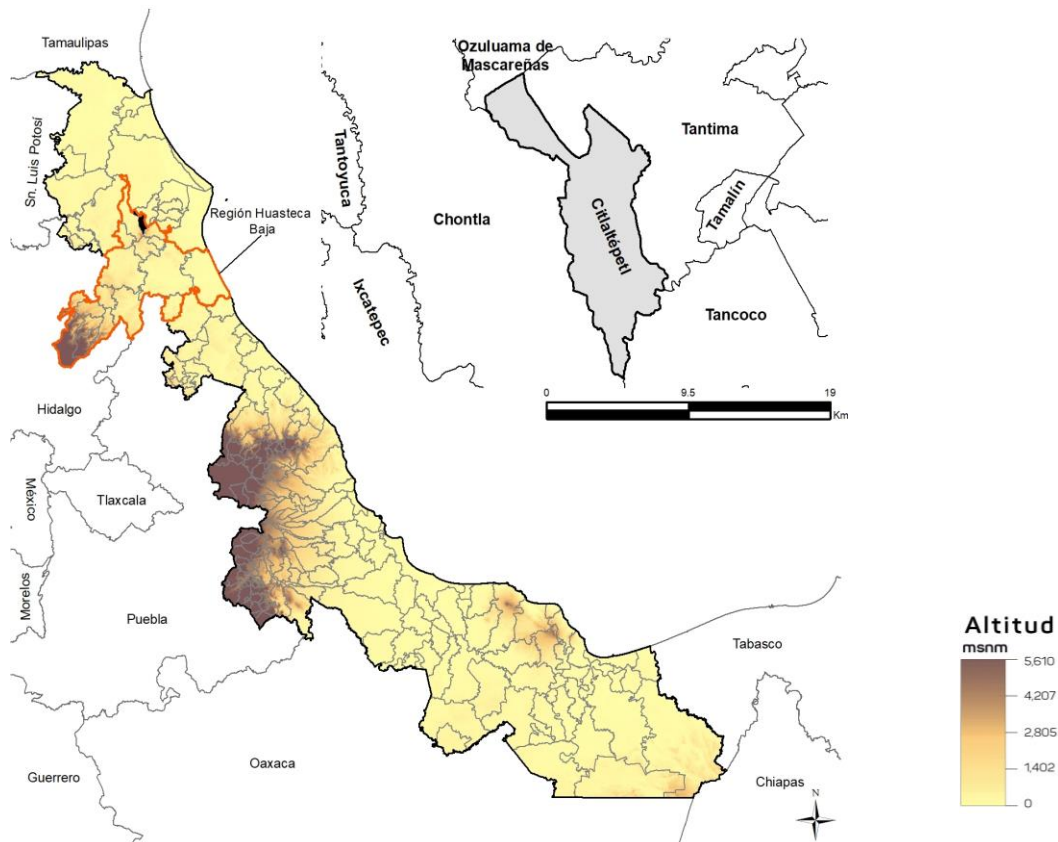 Tamaulipas
Sn. Luis Potosí
Región Huasteca
Baja
Hidalgo
México
Tlaxcala
Morelos
Puebla
Guerrero
Oaxaca
Tabasco
Chiapas
Ozuluama de
Mascareñas
Tantoyuca
Tantima
Chontla
Citlaltépetl
Tamalín
Ixcatepec
Tancoco
0 9.5 19
Km
Altitud
msnm
5,610
4.207
2.805
1.402
0
N